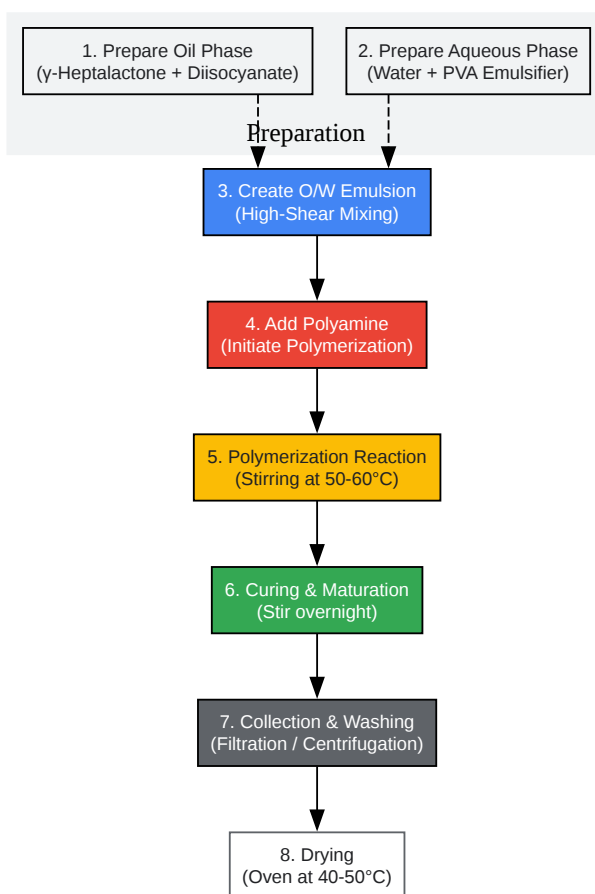 1. Prepare Oil Phase
(γ-Heptalactone + Diisocyanate)
2. Prepare Aqueous Phase
(Water + PVA Emulsifier)
Preparation
3. Create O/W Emulsion
(High-Shear Mixing)
4. Add Polyamine
(Initiate Polymerization)
5. Polymerization Reaction
(Stirring at 50-60°C)
6. Curing & Maturation
(Stir overnight)
7. Collection & Washing
(Filtration / Centrifugation)
8. Drying
(Oven at 40-50°C)